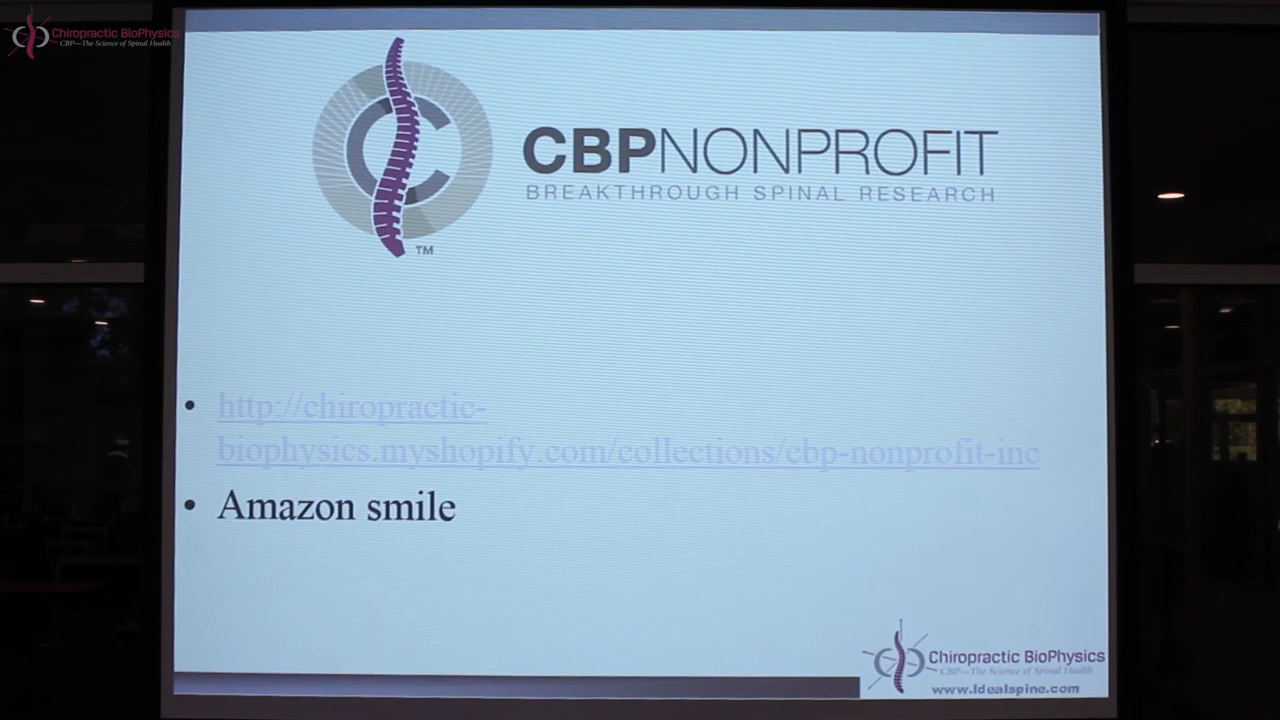 Chiropractic BioPhysics
CBP—The Science of Spinal Health
CBPNONPROFIT
BREAKTHROUGH SPINAL RESEARCH
TM
• http://chiropractic-
biophysics.myshopify.com/collections/cbp-nonprofit-inc
• Amazon smile
Chiropractic BioPhysics
CBP—The Science of Spinal Health
www.Idealspine.com